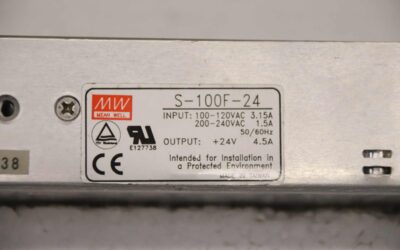 MW
MEAN WELL
S-100F-24
INPUT: 100-120VAC 3.15A
200-240VAC 1.5A
50/60Hz
OUTPUT: +24V 4.5A
E127738
Intended for Installation in
a Protected Environment
CE
MADE IN TAIWAN
38